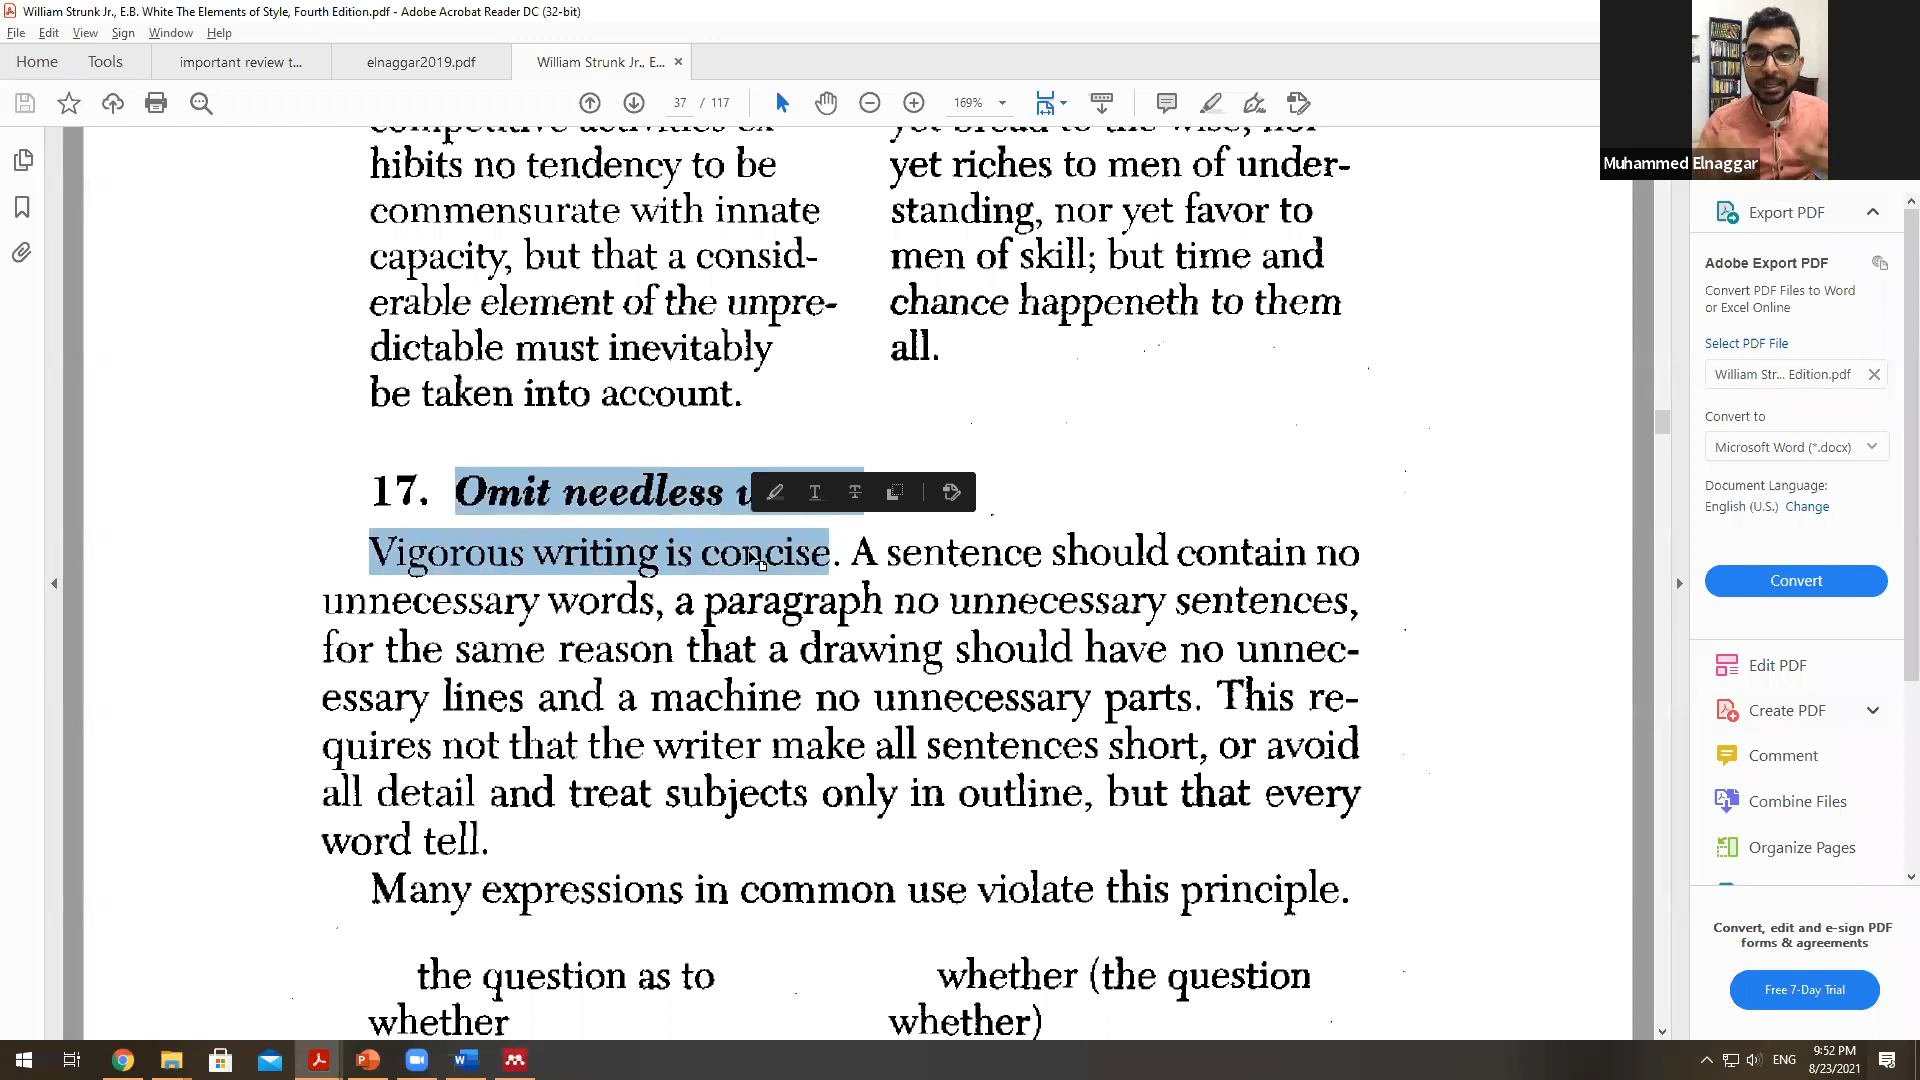 William Strunk Jr., E.B. White The Elements of Style, Fourth Edition.pdf - Adobe Acrobat Reader DC (32-bit)
File Edit View Sign Window Help
Home Tools important review t... elnaggar2019.pdf William Strunk Jr., E...
37 / 117 169%
Muhammed Elnaggar
hibits no tendency to be
commensurate with innate
capacity, but that a consid-
erable element of the unpre-
dictable must inevitably
be taken into account.
yet bread to the wise, nor
yet riches to men of under-
standing, nor yet favor to
men of skill; but time and
chance happeneth to them
all.
17. Omit needless
Vigorous writing is concise. A sentence should contain no
unnecessary words, a paragraph no unnecessary sentences,
for the same reason that a drawing should have no unnec-
essary lines and a machine no unnecessary parts. This re-
quires not that the writer make all sentences short, or avoid
all detail and treat subjects only in outline, but that every
word tell.
Many expressions in common use violate this principle.
the question as to
whether
whether (the question
whether)
Export PDF
Adobe Export PDF
Convert PDF Files to Word
or Excel Online
Select PDF File
William Str... Edition.pdf
Convert to
Microsoft Word (*.docx)
Document Language:
English (U.S.) Change
Convert
Edit PDF
Create PDF
Comment
Combine Files
Organize Pages
Convert, edit and e-sign PDF
forms & agreements
Free 7-Day Trial
ENG
9:52 PM
8/23/2021